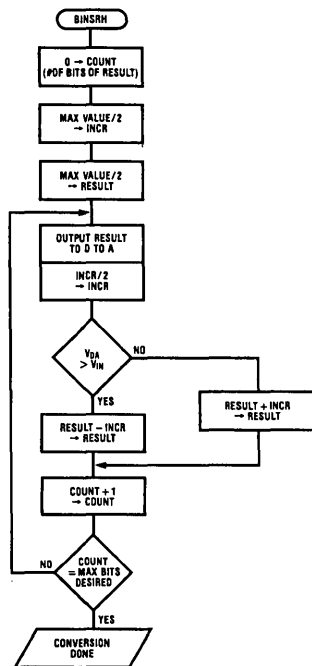 BINSRH
0 → COUNT
(#OF BITS OF RESULT)
MAX VALUE/2
→ INCR
MAX VALUE/2
→ RESULT
OUTPUT RESULT
TO D TO A
INCR/2
→ INCR
VDA
> VIN
NO
YES
RESULT − INCR
→ RESULT
RESULT + INCR
→ RESULT
COUNT + 1
→ COUNT
NO
COUNT
= MAX BITS
DESIRED
YES
CONVERSION
DONE